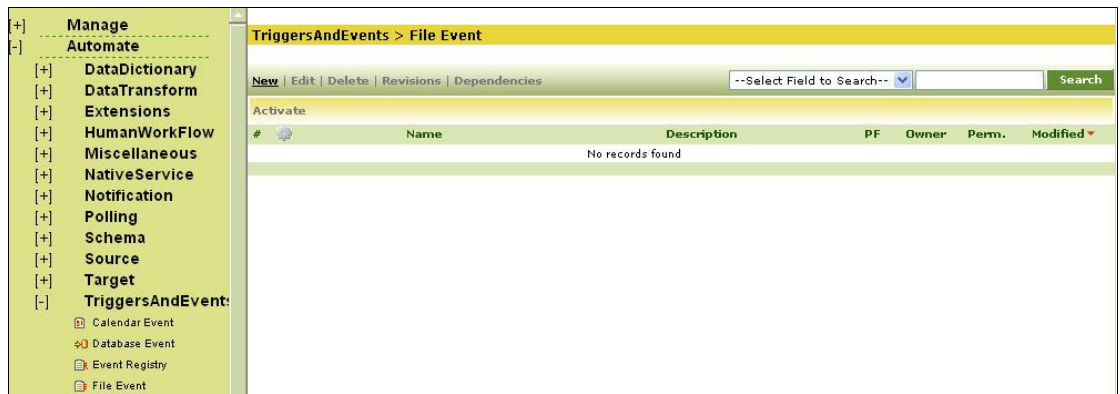 [+] Manage
[-] Automate
[+] DataDictionary
[+] DataTransform
[+] Extensions
[+] HumanWorkFlow
[+] Miscellaneous
[+] NativeService
[+] Notification
[+] Polling
[+] Schema
[+] Source
[+] Target
[-] TriggersAndEvents
Calendar Event
Database Event
Event Registry
File Event
TriggersAndEvents > File Event
New | Edit | Delete | Revisions | Dependencies --Select Field to Search-- Search
Activate
# Name Description PF Owner Perm. Modified
No records found